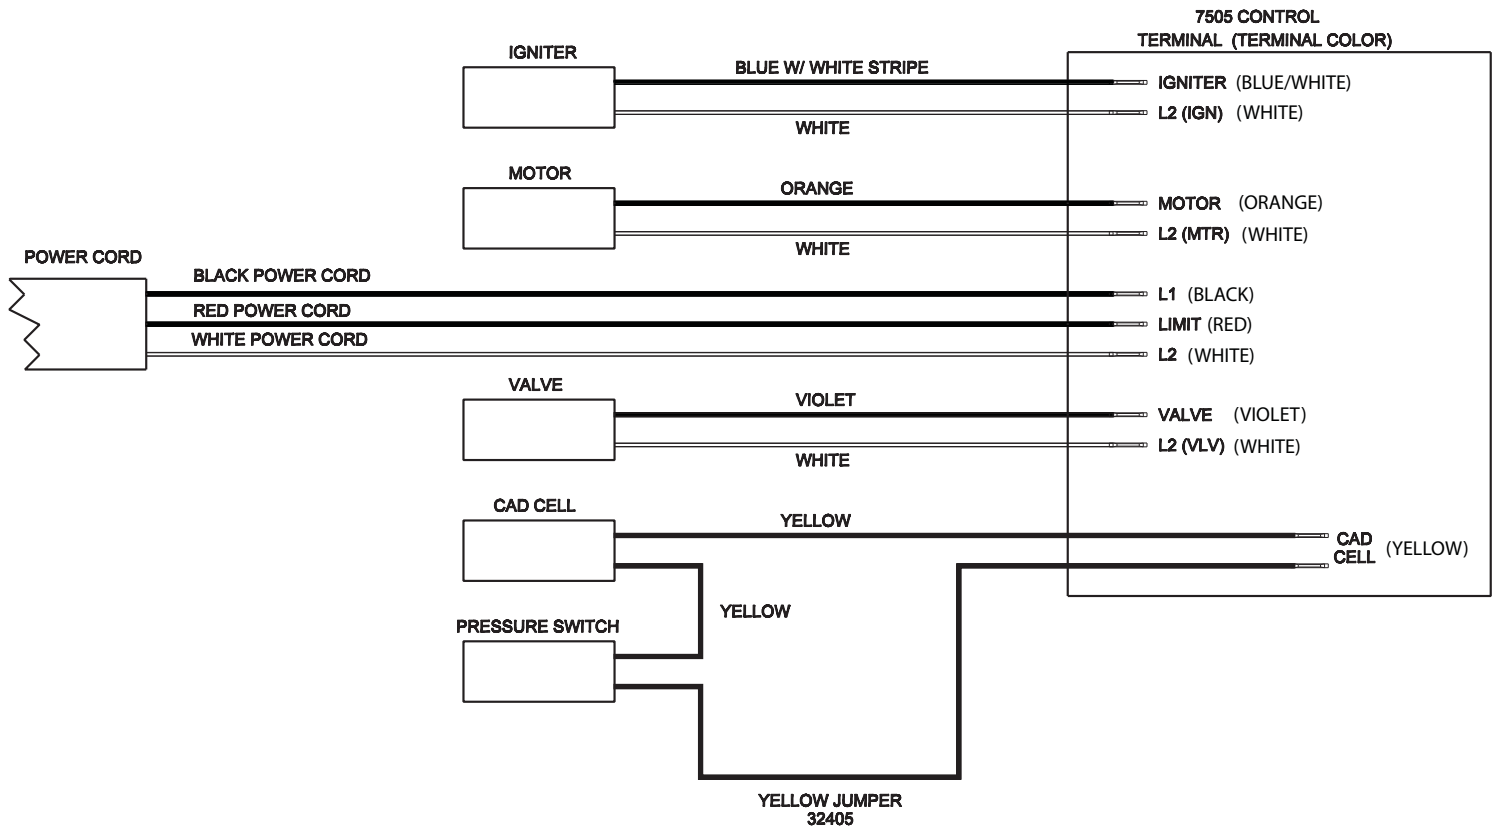 7505 CONTROL
TERMINAL (TERMINAL COLOR)
IGNITER
BLUE W/ WHITE STRIPE
IGNITER (BLUE/WHITE)
L2 (IGN) (WHITE)
WHITE
MOTOR
ORANGE
MOTOR (ORANGE)
L2 (MTR) (WHITE)
WHITE
POWER CORD
BLACK POWER CORD
L1 (BLACK)
RED POWER CORD
LIMIT (RED)
WHITE POWER CORD
L2 (WHITE)
VALVE
VIOLET
VALVE (VIOLET)
L2 (VLV) (WHITE)
WHITE
CAD CELL
YELLOW
CAD
CELL (YELLOW)
YELLOW
PRESSURE SWITCH
YELLOW JUMPER
32405